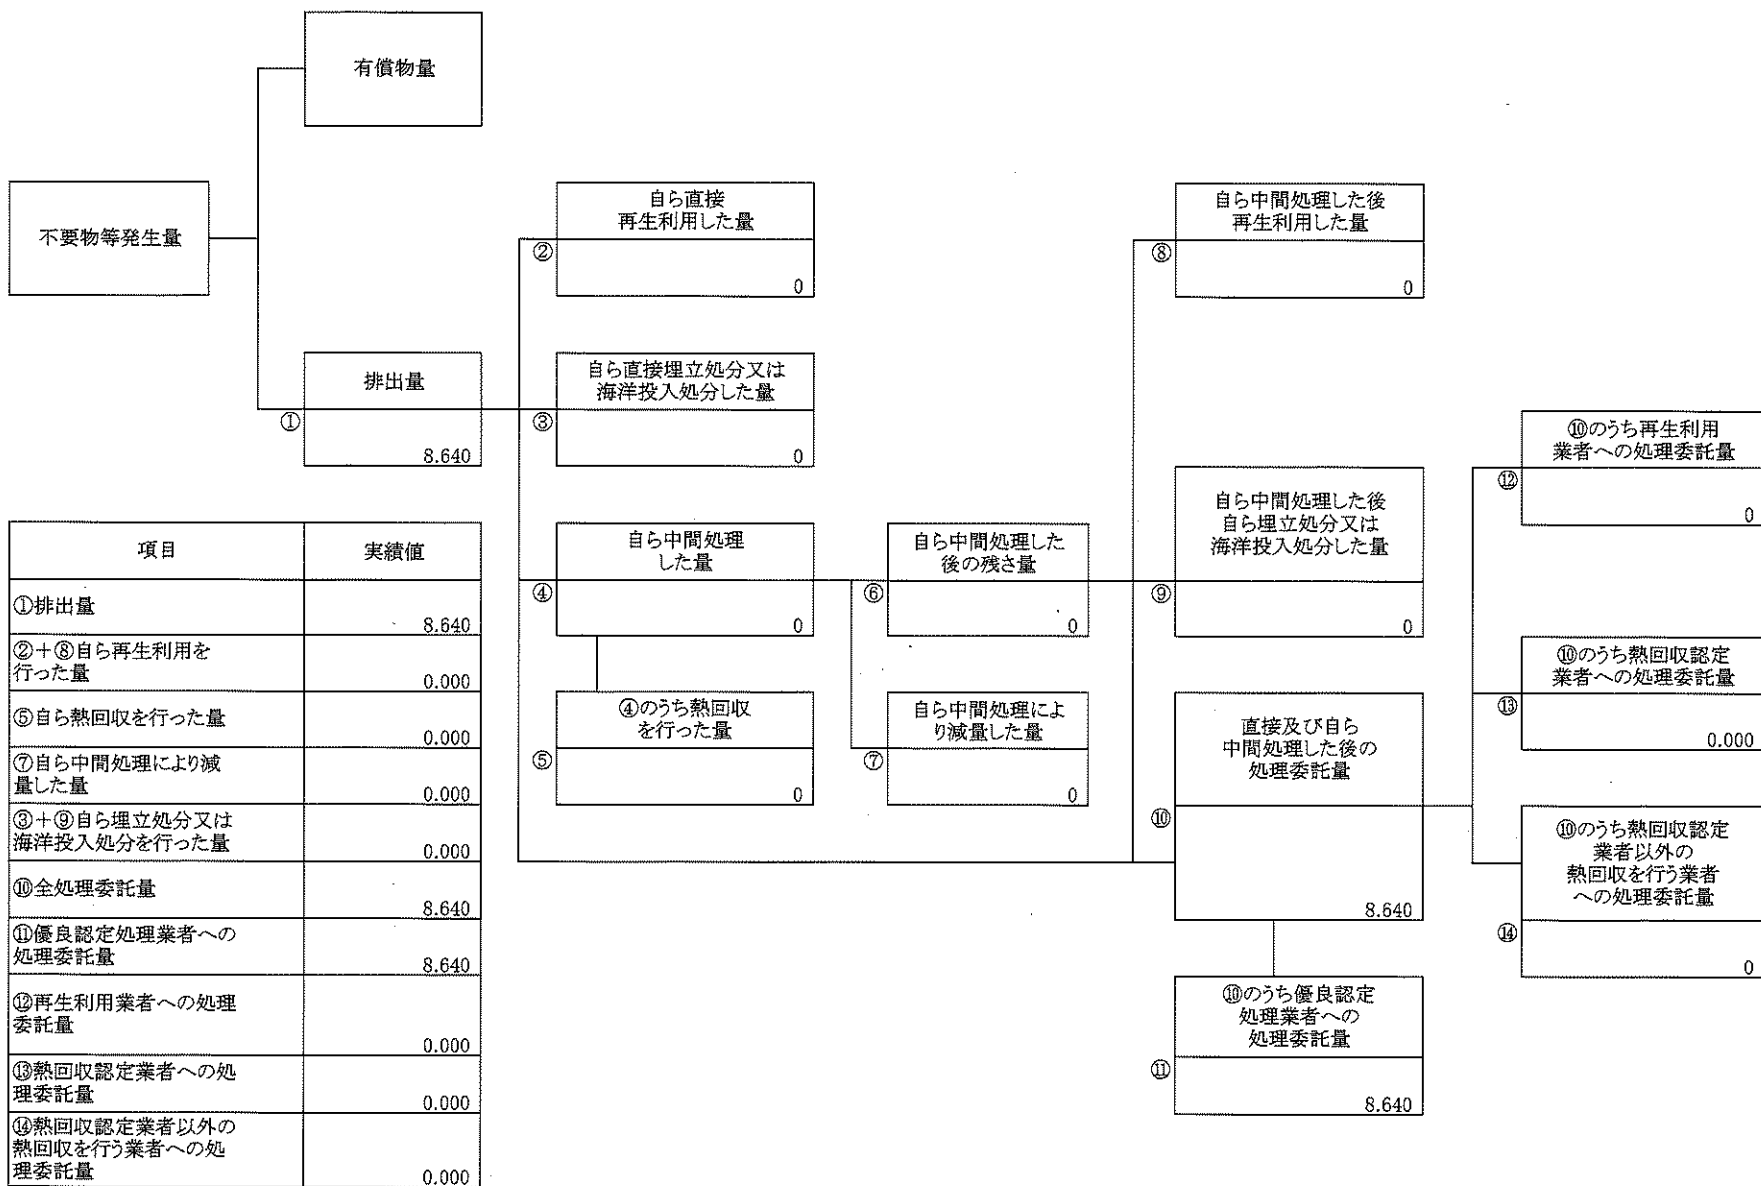 有償物量
不要物等発生量
排出量
①
8.640
自ら直接
再生利用した量
②
0
自ら直接埋立処分又は
海洋投入処分した量
③
0
自ら中間処理
した量
④
0
④のうち熱回収
を行った量
⑤
0
自ら中間処理した
後の残さ量
⑥
0
自ら中間処理によ
り減量した量
⑦
0
自ら中間処理した後
再生利用した量
⑧
0
自ら中間処理した後
自ら埋立処分又は
海洋投入処分した量
⑨
0
直接及び自ら
中間処理した後の
処理委託量
⑩
8.640
⑩のうち優良認定
処理業者への
処理委託量
⑪
8.640
⑩のうち再生利用
業者への処理委託量
⑫
0
⑩のうち熱回収認定
業者への処理委託量
⑬
0.000
⑩のうち熱回収認定
業者以外の
熱回収を行う業者
への処理委託量
⑭
0
項目 実績値
①排出量
8.640
②+⑧自ら再生利用を
行った量
0.000
⑤自ら熱回収を行った量
0.000
⑦自ら中間処理により減
量した量
0.000
③+⑨自ら埋立処分又は
海洋投入処分を行った量
0.000
⑩全処理委託量
8.640
⑪優良認定処理業者への
処理委託量
8.640
⑫再生利用業者への処理
委託量
0.000
⑬熱回収認定業者への処
理委託量
0.000
⑭熱回収認定業者以外の
熱回収を行う業者への処
理委託量
0.000